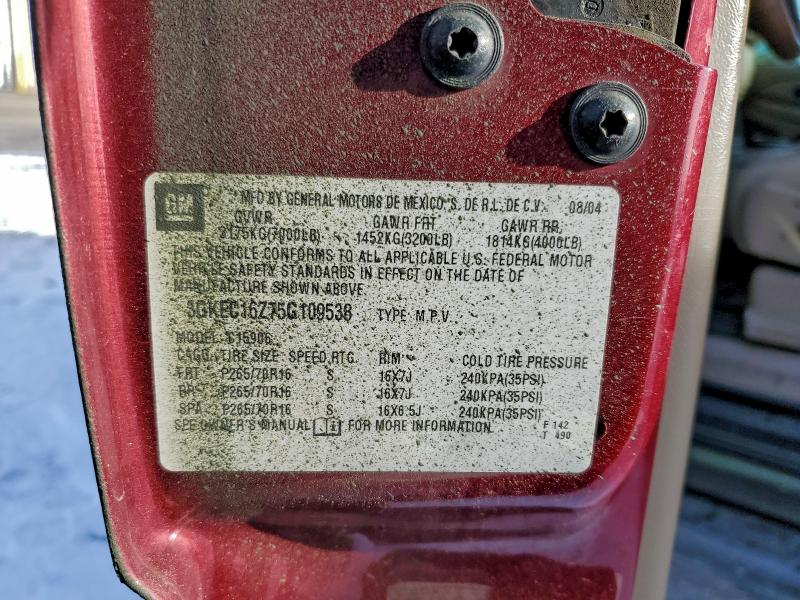 GM
MFD BY GENERAL MOTORS DE MEXICO S. DE R.L. DE C.V. 08/04
GVWR GAWR FRT GAWR RR
3175KG(7000LB) 1452KG(3200LB) 1814KG(4000LB)
THIS VEHICLE CONFORMS TO ALL APPLICABLE U.S. FEDERAL MOTOR
VEHICLE SAFETY STANDARDS IN EFFECT ON THE DATE OF
MANUFACTURE SHOWN ABOVE.
3GKEC16Z75G109538 TYPE: M.P.V.
MODEL: C15906
TIRE SIZE SPEED RTG RIM COLD TIRE PRESSURE
FRT P265/70R16 S 16X7J 240KPA(35PSI)
RRS P265/70R16 S 16X7J 240KPA(35PSI)
SPA P265/70R16 S 16X6.5J 240KPA(35PSI)
SEE OWNER'S MANUAL FOR MORE INFORMATION. F 142
T 490